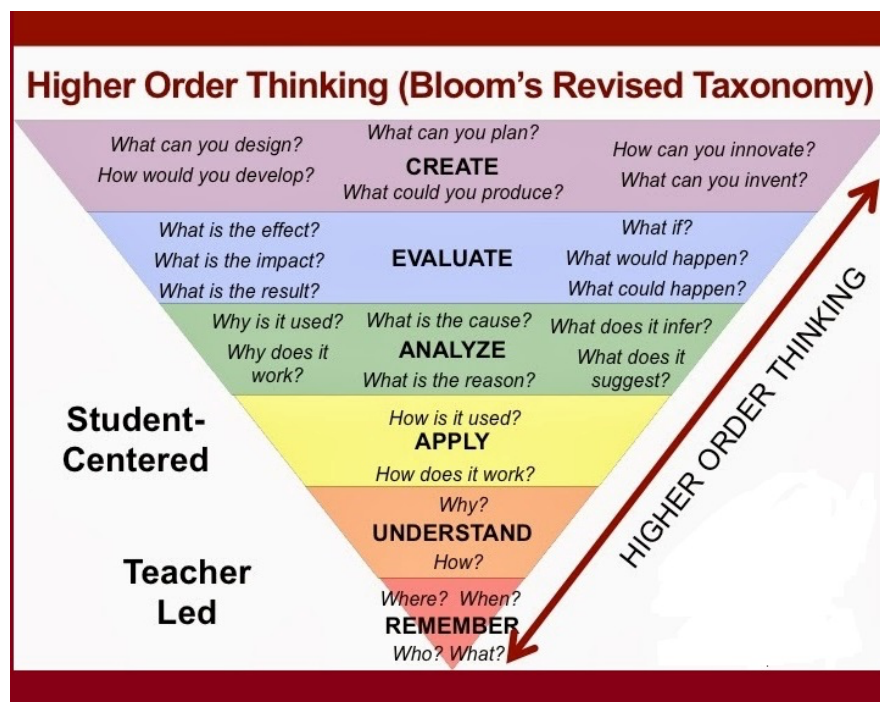 Higher Order Thinking (Bloom's Revised Taxonomy)
What can you design?
How would you develop?
What can you plan?
CREATE
What could you produce?
How can you innovate?
What can you invent?
What is the effect?
What is the impact?
What is the result?
EVALUATE
What if?
What would happen?
What could happen?
Why is it used?
Why does it
work?
What is the cause?
ANALYZE
What is the reason?
What does it infer?
What does it
suggest?
How is it used?
APPLY
How does it work?
Why?
UNDERSTAND
How?
Where? When?
REMEMBER
Who? What?
Student-
Centered
Teacher
Led
HIGHER ORDER THINKING